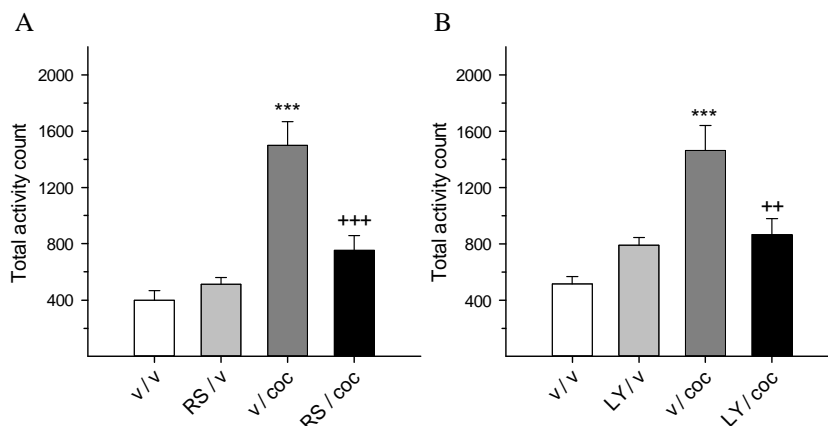 A
Total activity count
2000
1600
1200
800
400
***
+++
v / v
RS / v
v / coc
RS / coc
B
Total activity count
2000
1600
1200
800
400
***
++
v / v
LY / v
v / coc
LY / coc